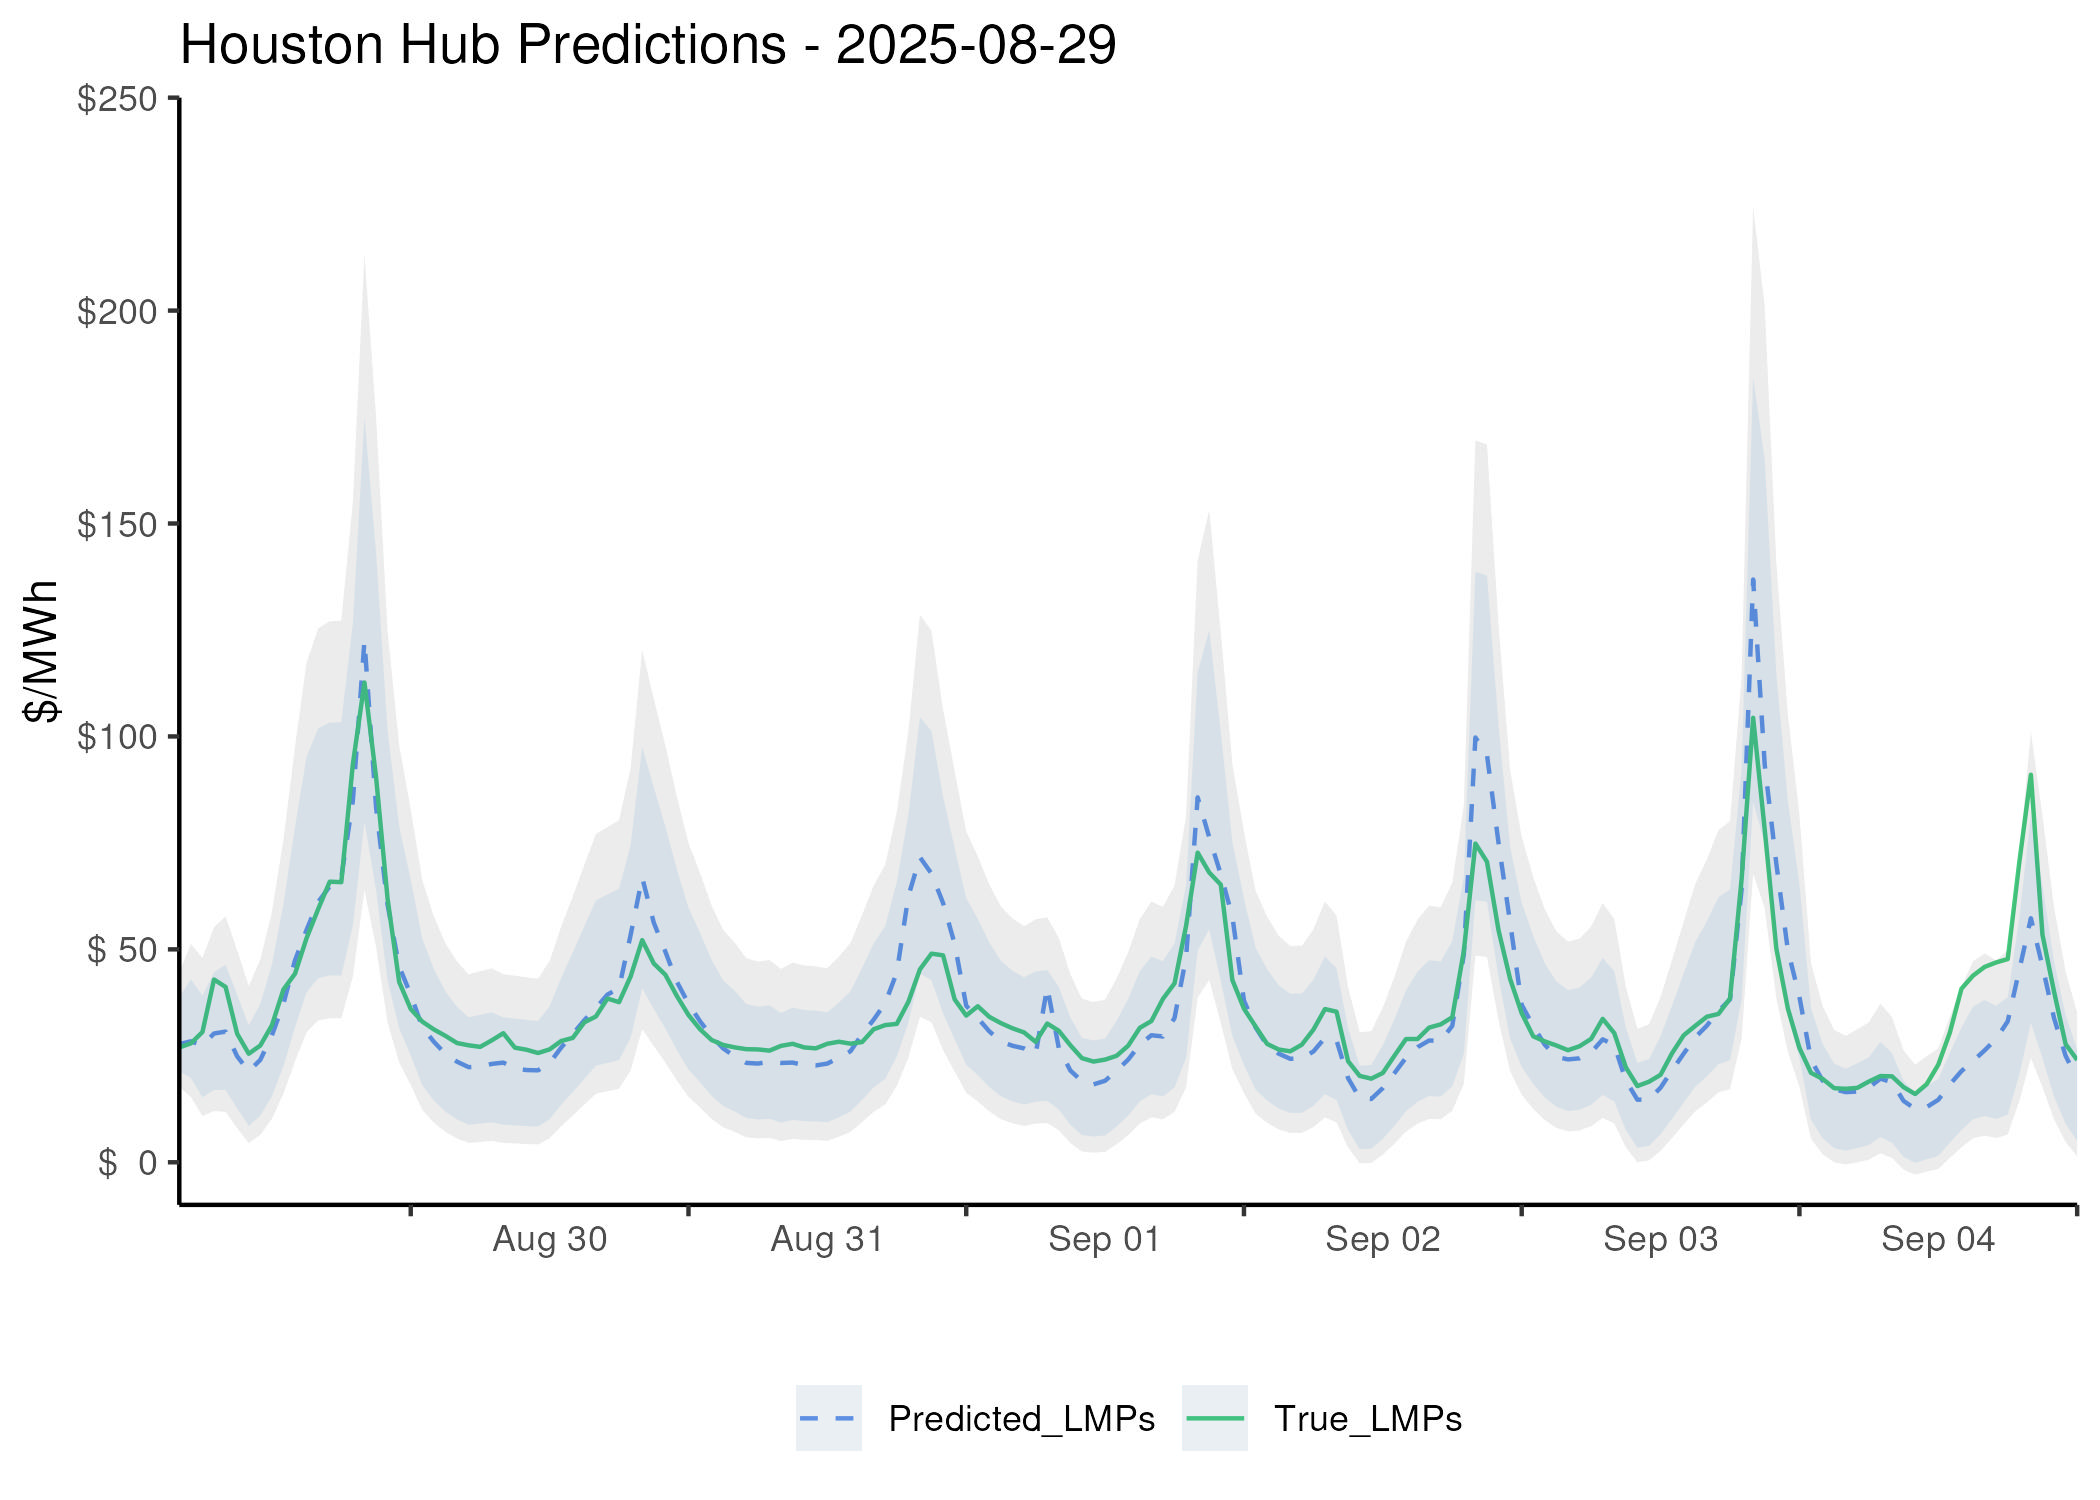 Houston Hub Predictions - 2025-08-29
$250
$200
$150
$100
$ 50
$  0
$/MWh
Aug 30 Aug 31 Sep 01 Sep 02 Sep 03 Sep 04
Predicted_LMPs True_LMPs